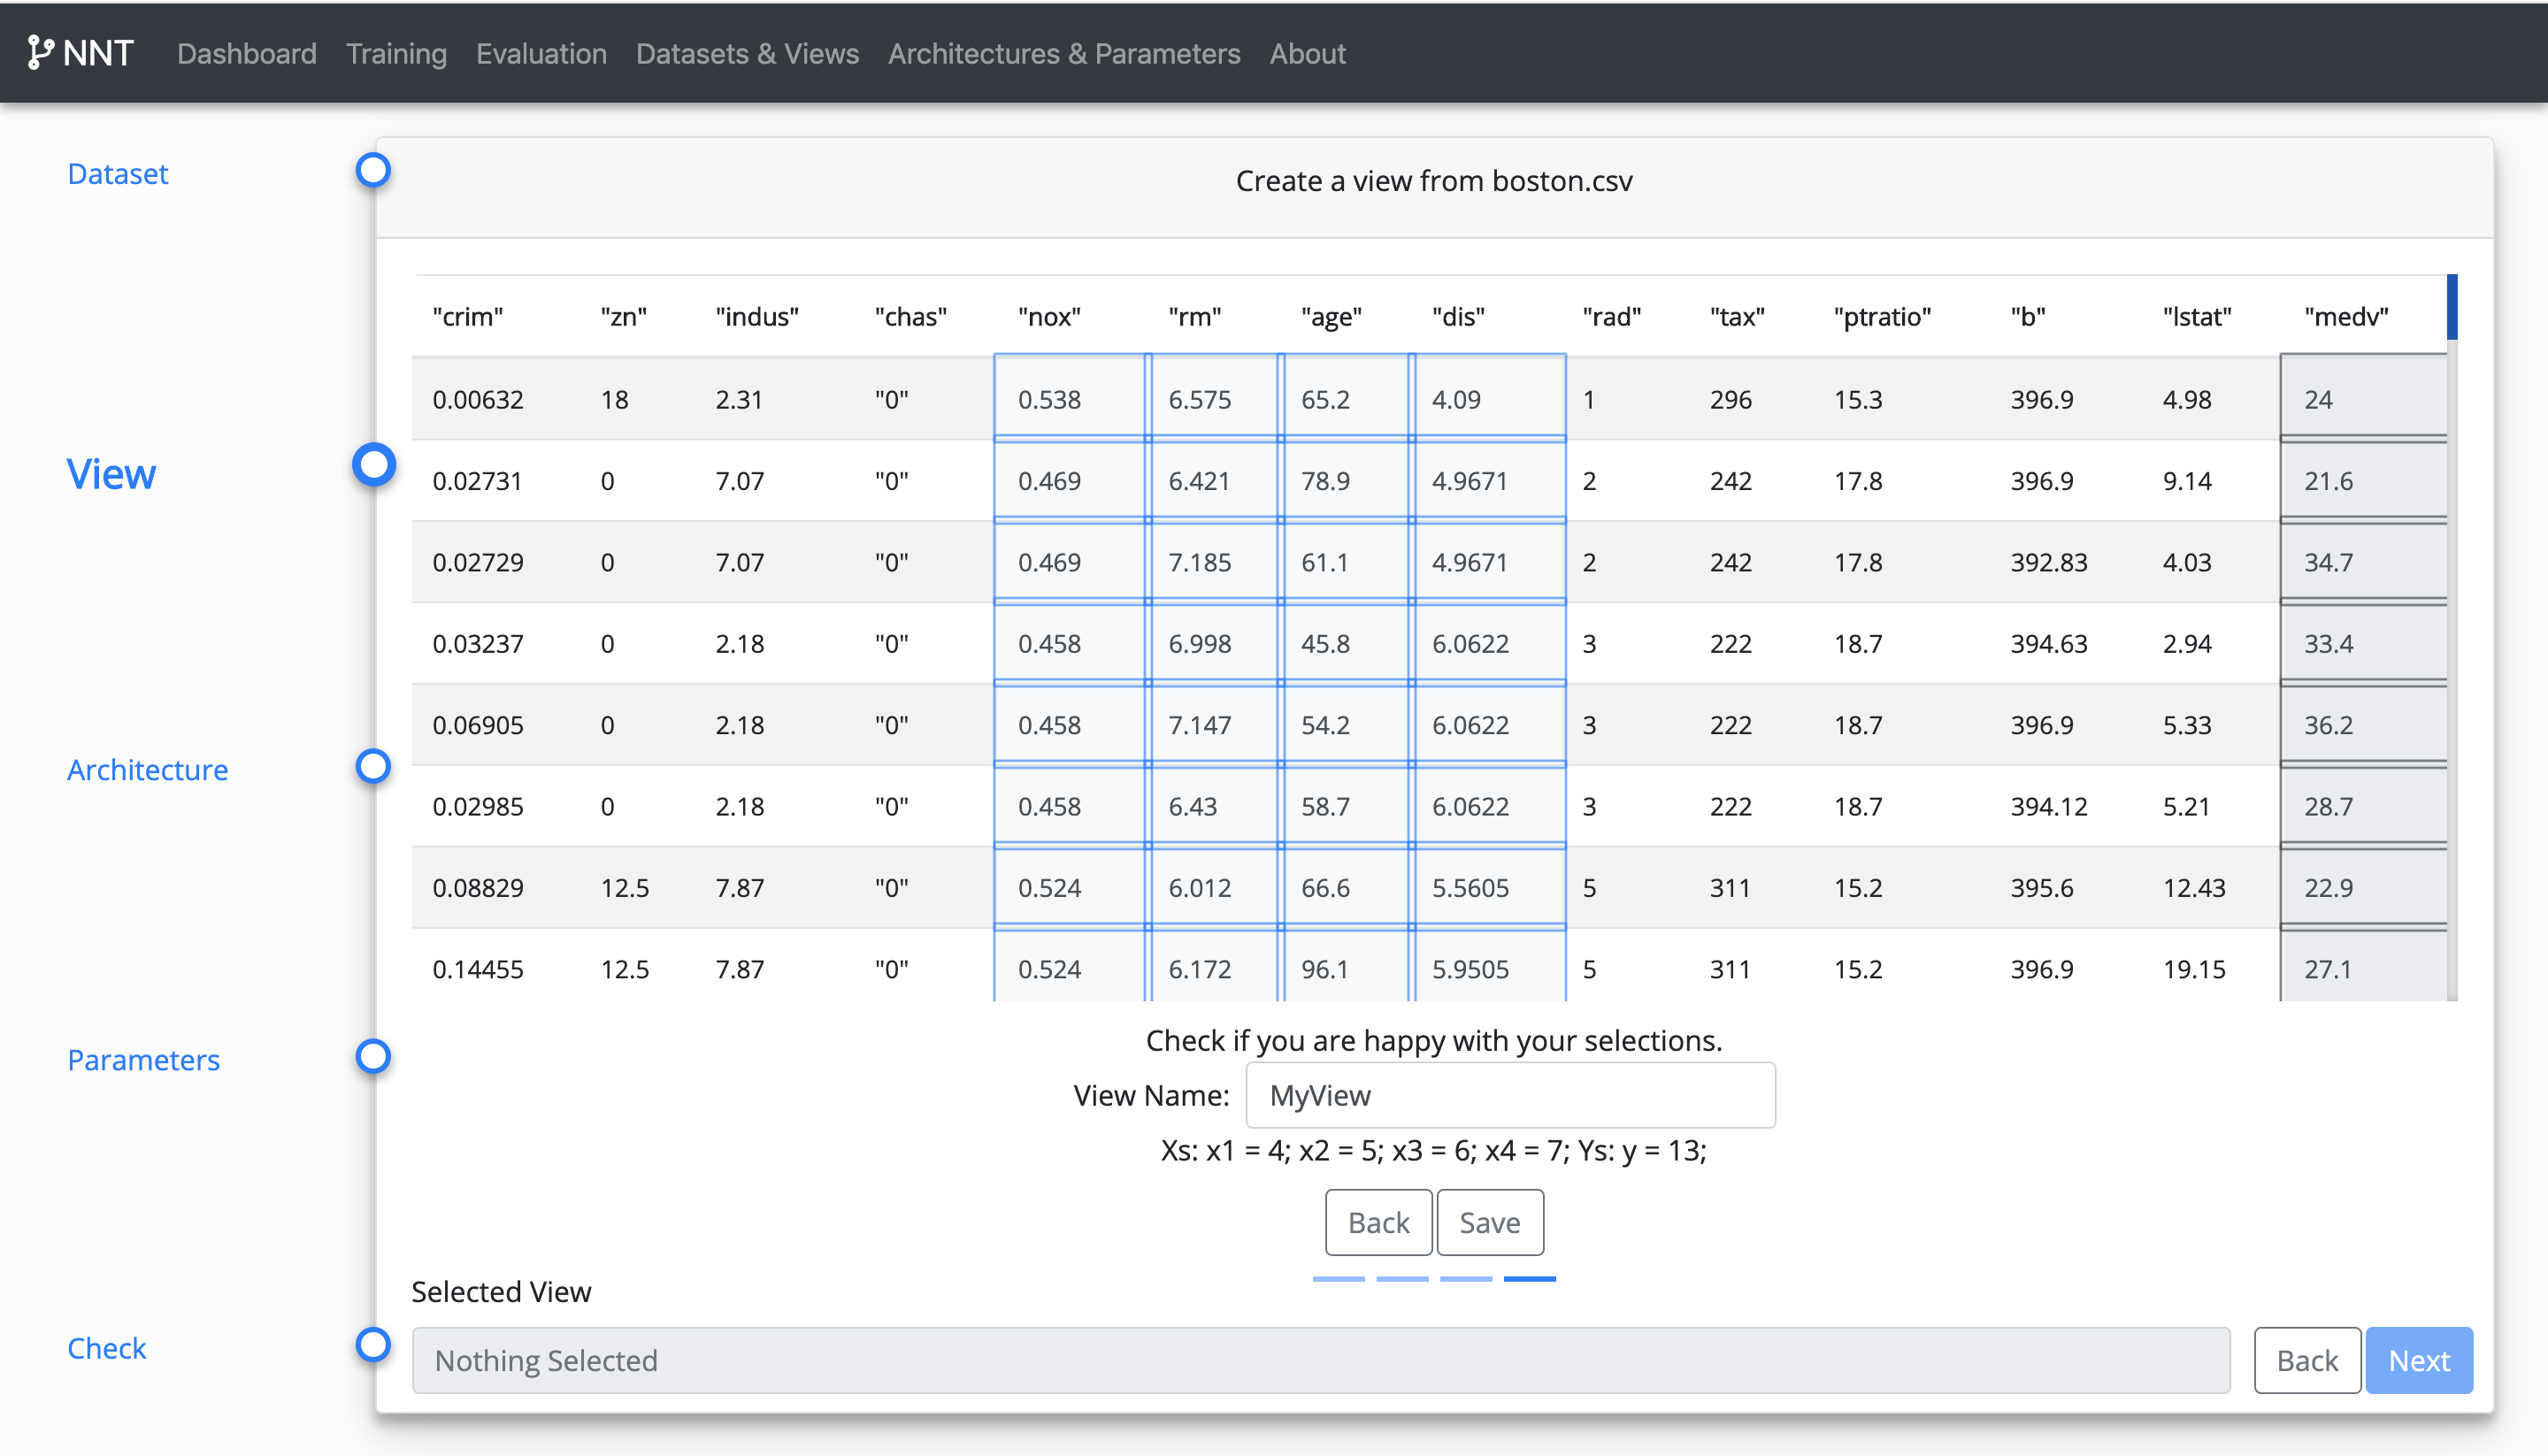 NNT Dashboard Training Evaluation Datasets & Views Architectures & Parameters About
Dataset
View
Architecture
Parameters
Check
Create a view from boston.csv
"crim" "zn" "indus" "chas" "nox" "rm" "age" "dis" "rad" "tax" "ptratio" "b" "lstat" "medv"
0.00632 18 2.31 "0" 0.538 6.575 65.2 4.09 1 296 15.3 396.9 4.98 24
0.02731 0 7.07 "0" 0.469 6.421 78.9 4.9671 2 242 17.8 396.9 9.14 21.6
0.02729 0 7.07 "0" 0.469 7.185 61.1 4.9671 2 242 17.8 392.83 4.03 34.7
0.03237 0 2.18 "0" 0.458 6.998 45.8 6.0622 3 222 18.7 394.63 2.94 33.4
0.06905 0 2.18 "0" 0.458 7.147 54.2 6.0622 3 222 18.7 396.9 5.33 36.2
0.02985 0 2.18 "0" 0.458 6.43 58.7 6.0622 3 222 18.7 394.12 5.21 28.7
0.08829 12.5 7.87 "0" 0.524 6.012 66.6 5.5605 5 311 15.2 395.6 12.43 22.9
0.14455 12.5 7.87 "0" 0.524 6.172 96.1 5.9505 5 311 15.2 396.9 19.15 27.1
Check if you are happy with your selections.
View Name: MyView
Xs: x1 = 4; x2 = 5; x3 = 6; x4 = 7; Ys: y = 13;
Back Save
Selected View
Nothing Selected Back Next